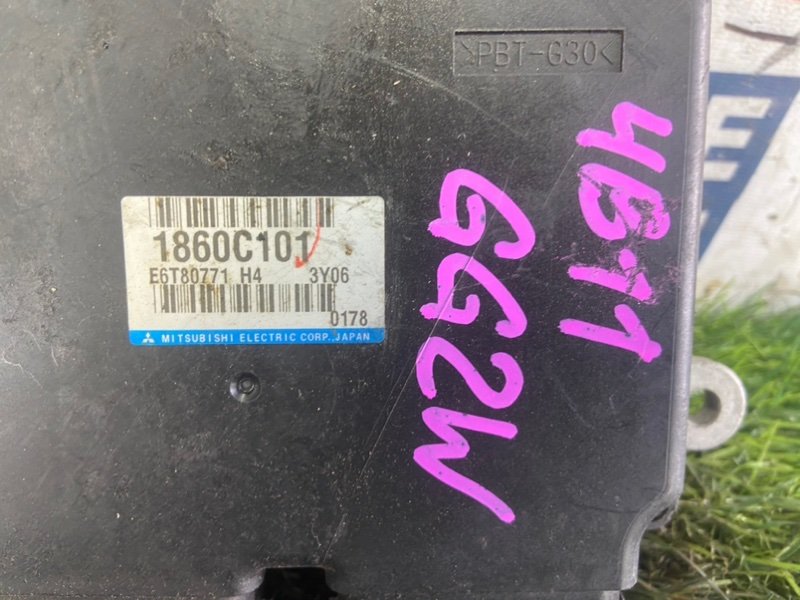 >PBT-G30<
4B11
GG2W
1860C101
E6T80771 H4 3Y06
0178
MITSUBISHI ELECTRIC CORP., JAPAN